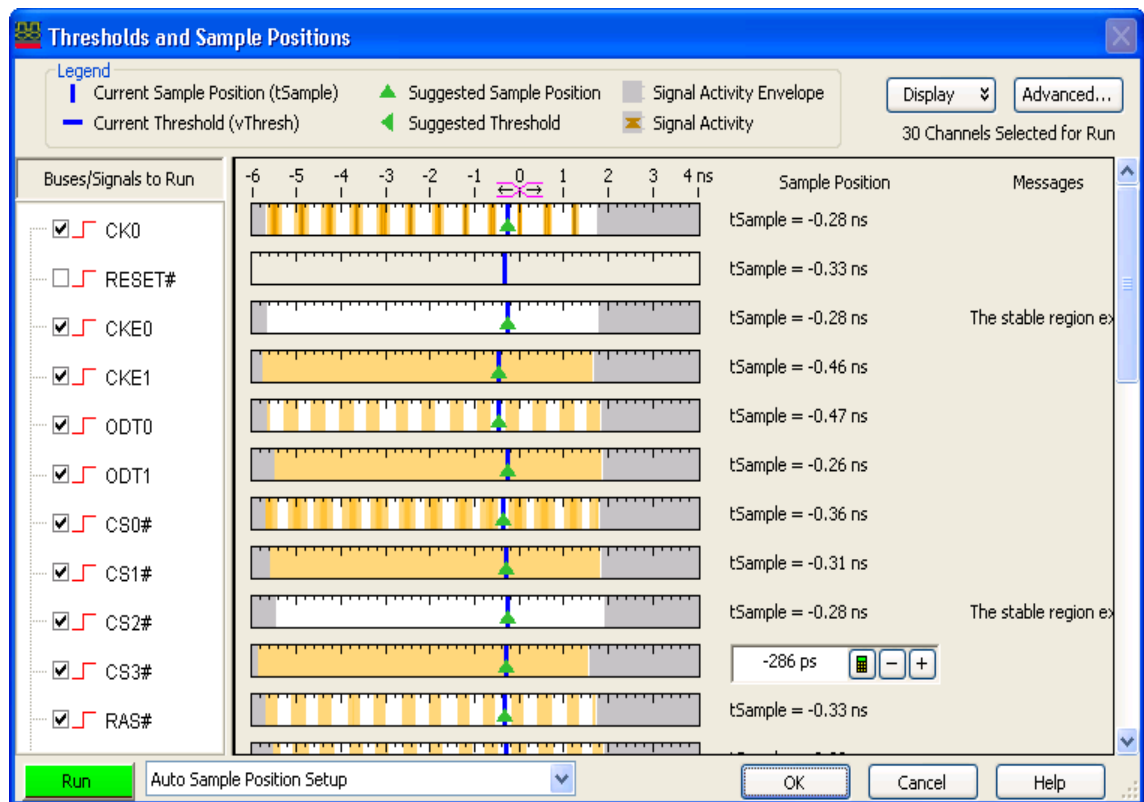 Thresholds and Sample Positions
Legend
Current Sample Position (tSample)
Suggested Sample Position
Signal Activity Envelope
Current Threshold (vThresh)
Suggested Threshold
Signal Activity
Display
Advanced...
30 Channels Selected for Run
Buses/Signals to Run
-6 -5 -4 -3 -2 -1 0 1 2 3 4 ns
Sample Position
Messages
CK0
tSample = -0.28 ns
RESET#
tSample = -0.33 ns
CKE0
tSample = -0.28 ns
The stable region ex
CKE1
tSample = -0.46 ns
ODT0
tSample = -0.47 ns
ODT1
tSample = -0.26 ns
CS0#
tSample = -0.36 ns
CS1#
tSample = -0.31 ns
CS2#
tSample = -0.28 ns
The stable region ex
CS3#
-286 ps
− +
RAS#
tSample = -0.33 ns
Run
Auto Sample Position Setup
OK
Cancel
Help